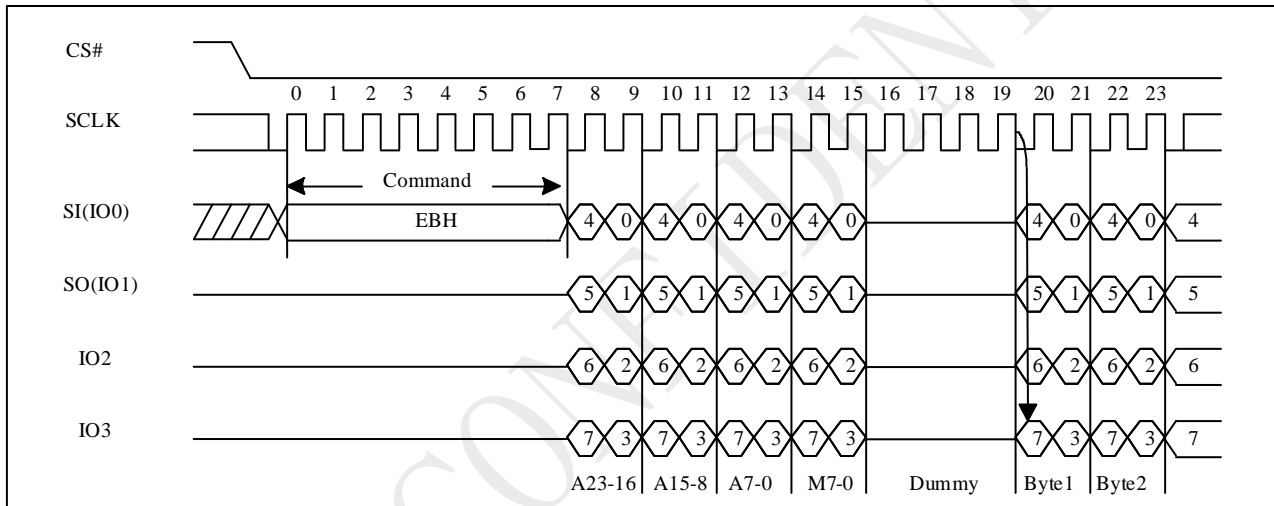 CONFIDENT
CS#
0 1 2 3 4 5 6 7 8 9 10 11 12 13 14 15 16 17 18 19 20 21 22 23
SCLK
Command
SI(IO0) EBH 4 0 4 0 4 0 4 0 4 0 4 0 4
SO(IO1) 5 1 5 1 5 1 5 1 5 1 5 1 5
IO2 6 2 6 2 6 2 6 2 6 2 6 2 6
IO3 7 3 7 3 7 3 7 3 7 3 7 3 7
A23-16 A15-8 A7-0 M7-0 Dummy Byte1 Byte2